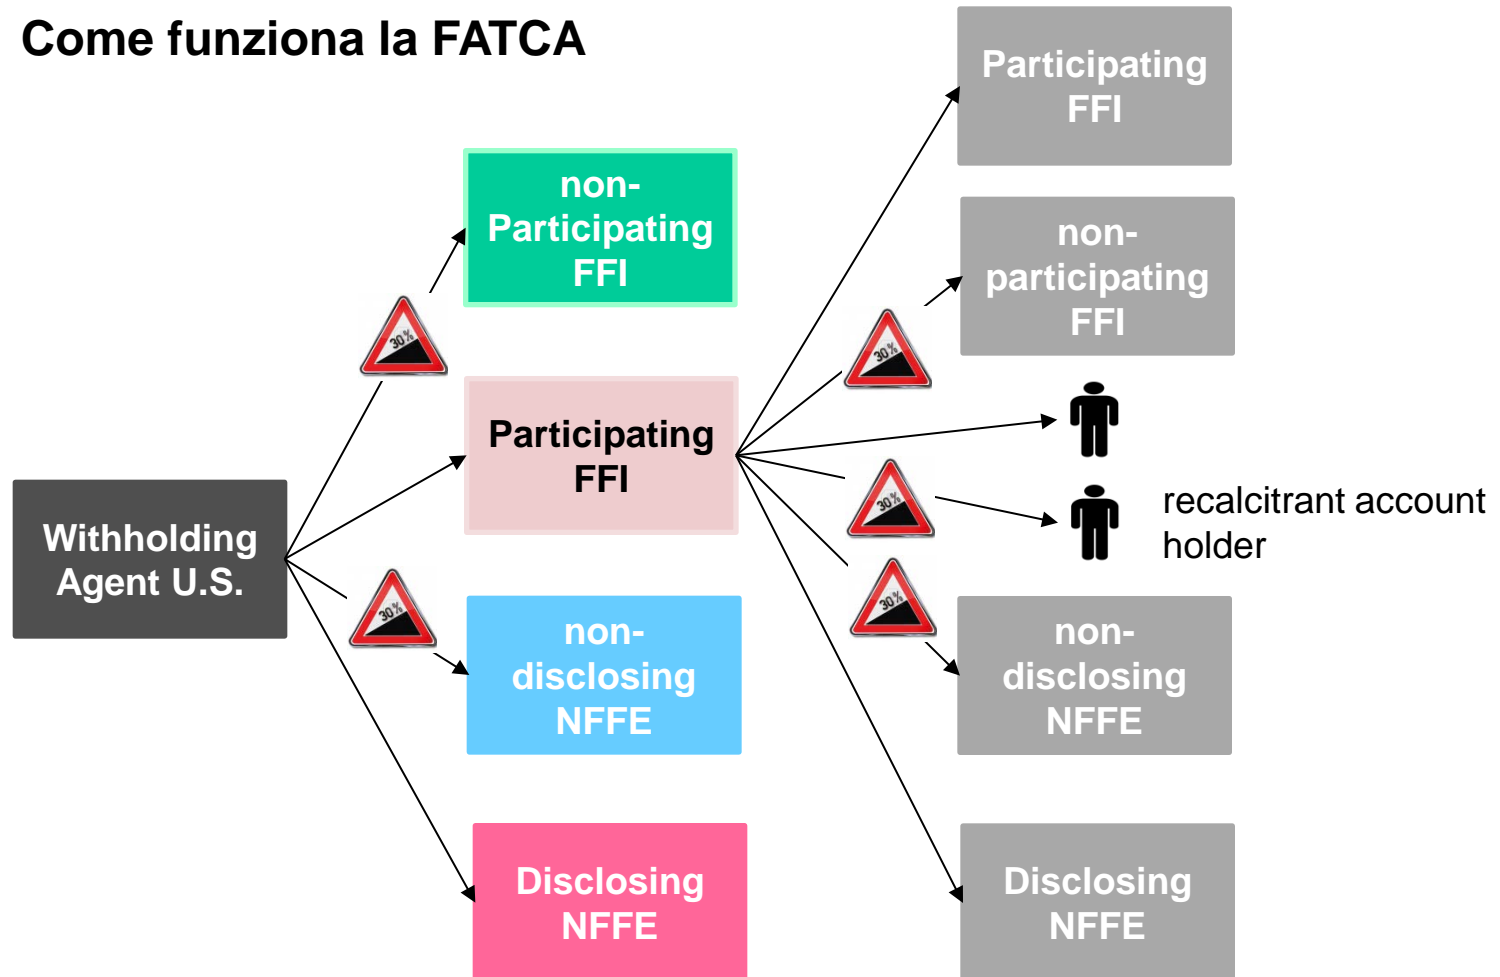 Come funziona la FATCA
Participating
FFI
non-
Participating
FFI
non-
participating
FFI
30%
30%
Participating
FFI
Withholding
Agent U.S.
30%
recalcitrant account
holder
30%
30%
non-
disclosing
NFFE
non-
disclosing
NFFE
Disclosing
NFFE
Disclosing
NFFE